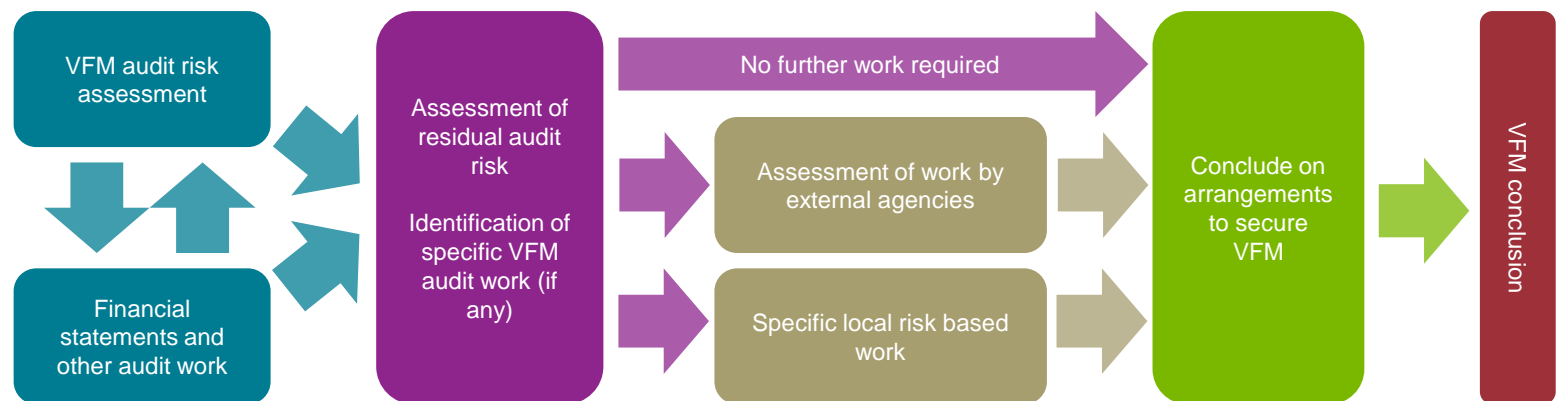 VFM audit risk
assessment
Financial
statements and
other audit work
Assessment of
residual audit
risk
Identification of
specific VFM
audit work (if
any)
No further work required
Assessment of work by
external agencies
Specific local risk based
work
Conclude on
arrangements
to secure
VFM
VFM conclusion